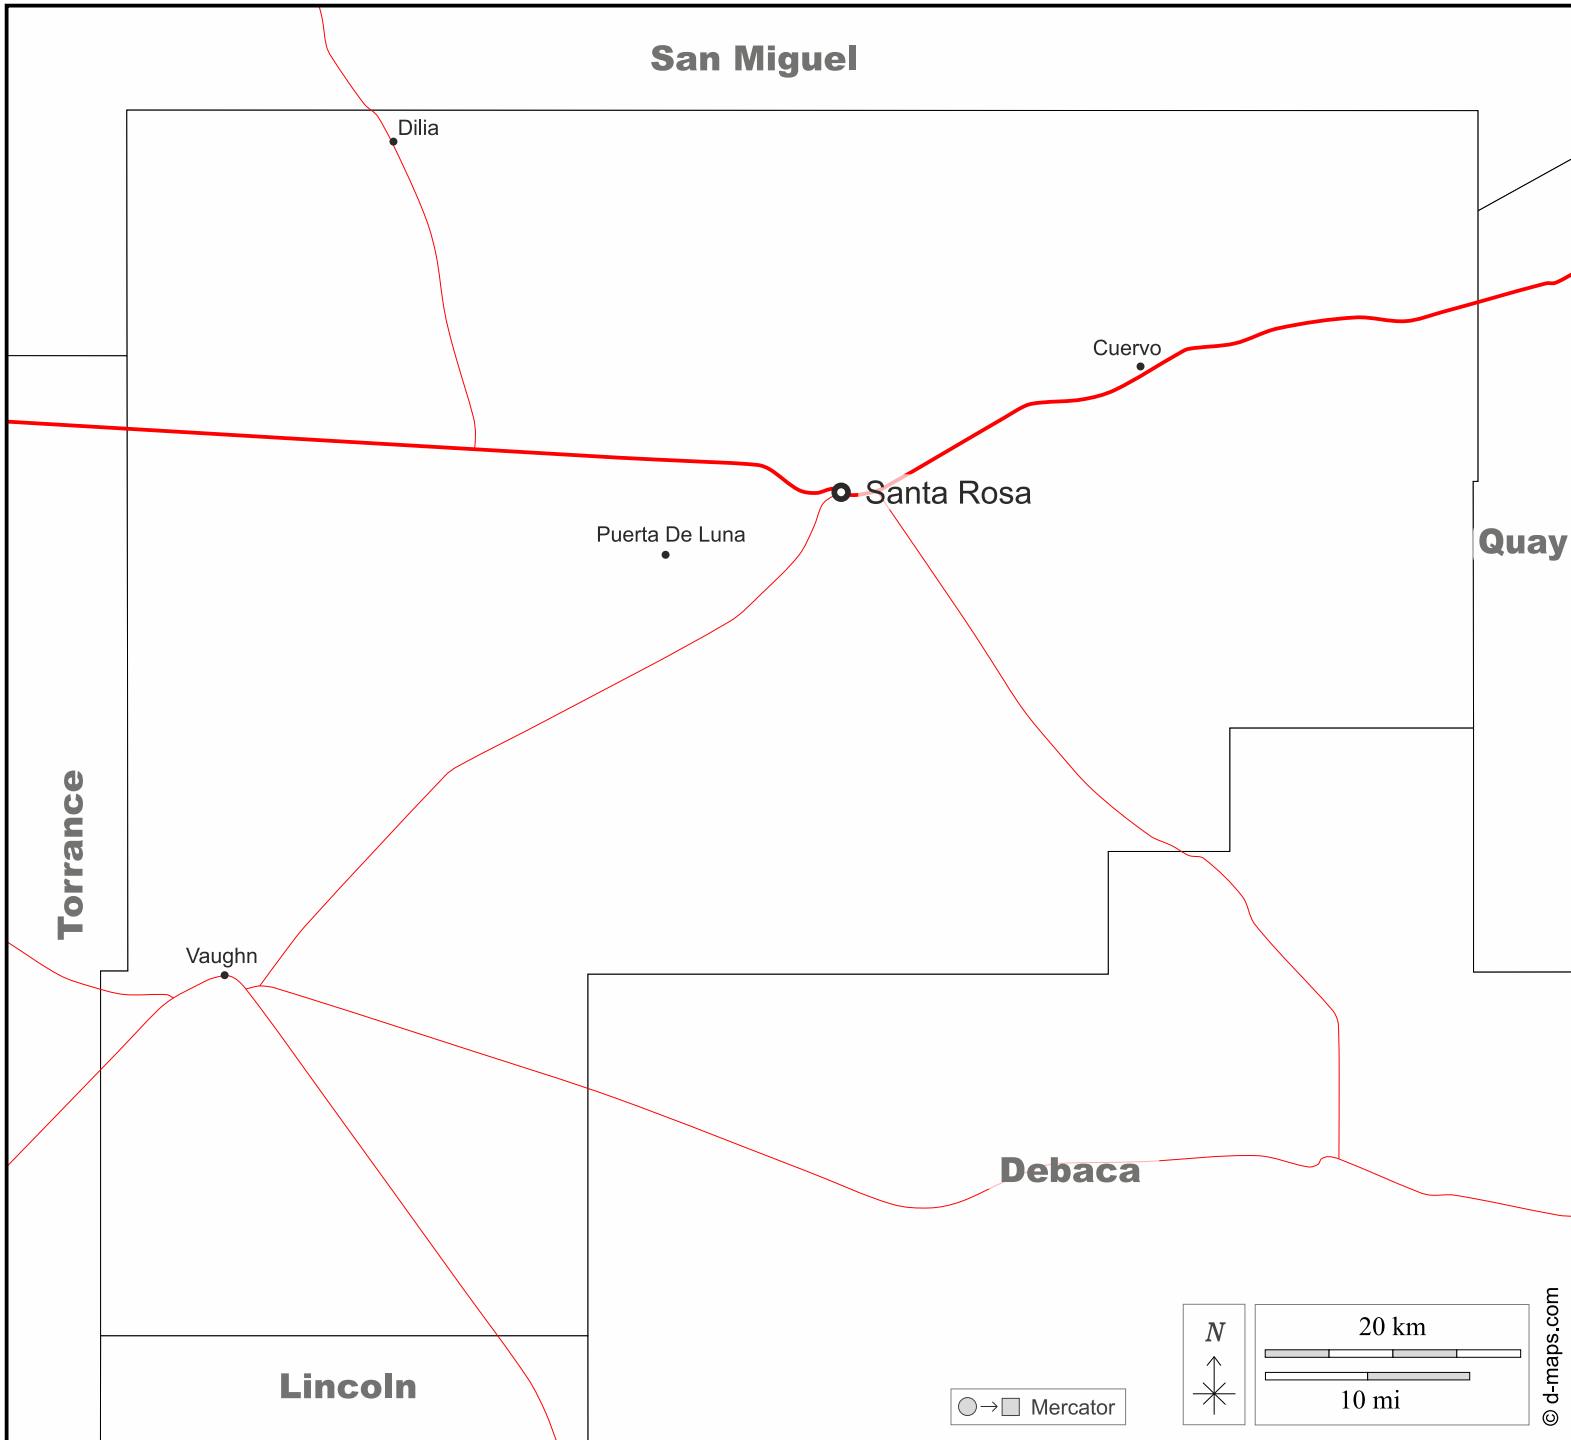 San Miguel
Dilia
Cuervo
Santa Rosa
Puerta De Luna
Quay
Torrance
Vaughn
Debaca
Lincoln
N
20 km
10 mi
Mercator
© d-maps.com